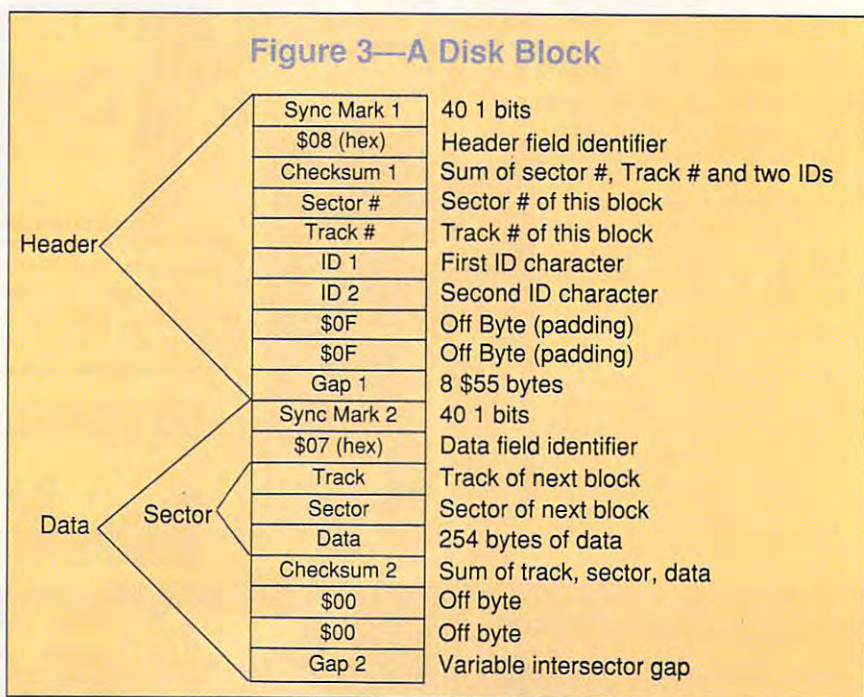 Figure 3—A Disk Block
Sync Mark 1 40 1 bits
$08 (hex) Header field identifier
Checksum 1 Sum of sector #, Track # and two IDs
Sector # Sector # of this block
Track # Track # of this block
Header
ID 1 First ID character
ID 2 Second ID character
$0F Off Byte (padding)
$0F Off Byte (padding)
Gap 1 8 $55 bytes
Sync Mark 2 40 1 bits
$07 (hex) Data field identifier
Track Track of next block
Data Sector Sector Sector of next block
Data 254 bytes of data
Checksum 2 Sum of track, sector, data
$00 Off byte
$00 Off byte
Gap 2 Variable intersector gap